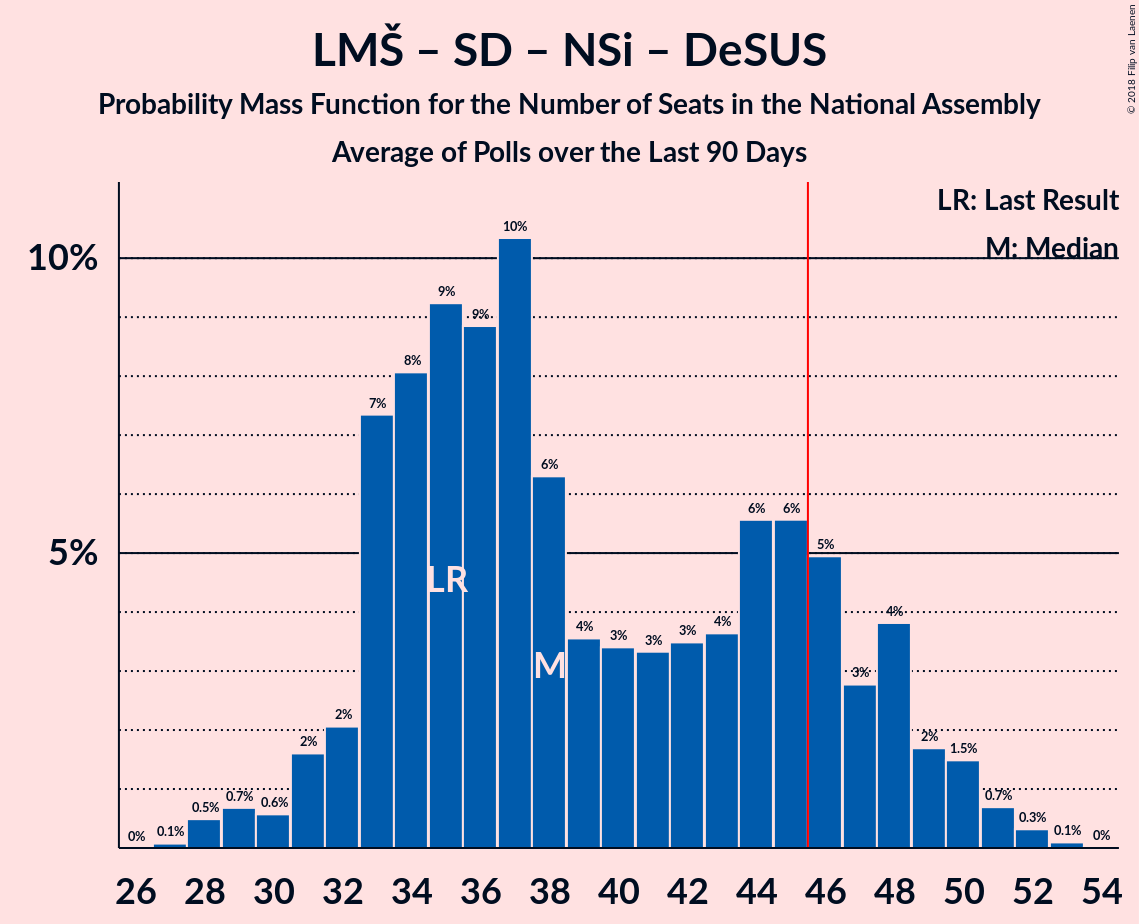 LMŠ – SD – NSi – DeSUS
Probability Mass Function for the Number of Seats in the National Assembly
Average of Polls over the Last 90 Days
© 2018 Filip van Laenen
LR: Last Result
M: Median
10%
5%
0% 0.1% 0.5% 0.7% 0.6% 2% 2% 7% 8% 9% 9% 10% 6% 4% 3% 3% 3% 4% 6% 6% 5% 3% 4% 2% 1.5% 0.7% 0.3% 0.1% 0%
LR
M
26 28 30 32 34 36 38 40 42 44 46 48 50 52 54